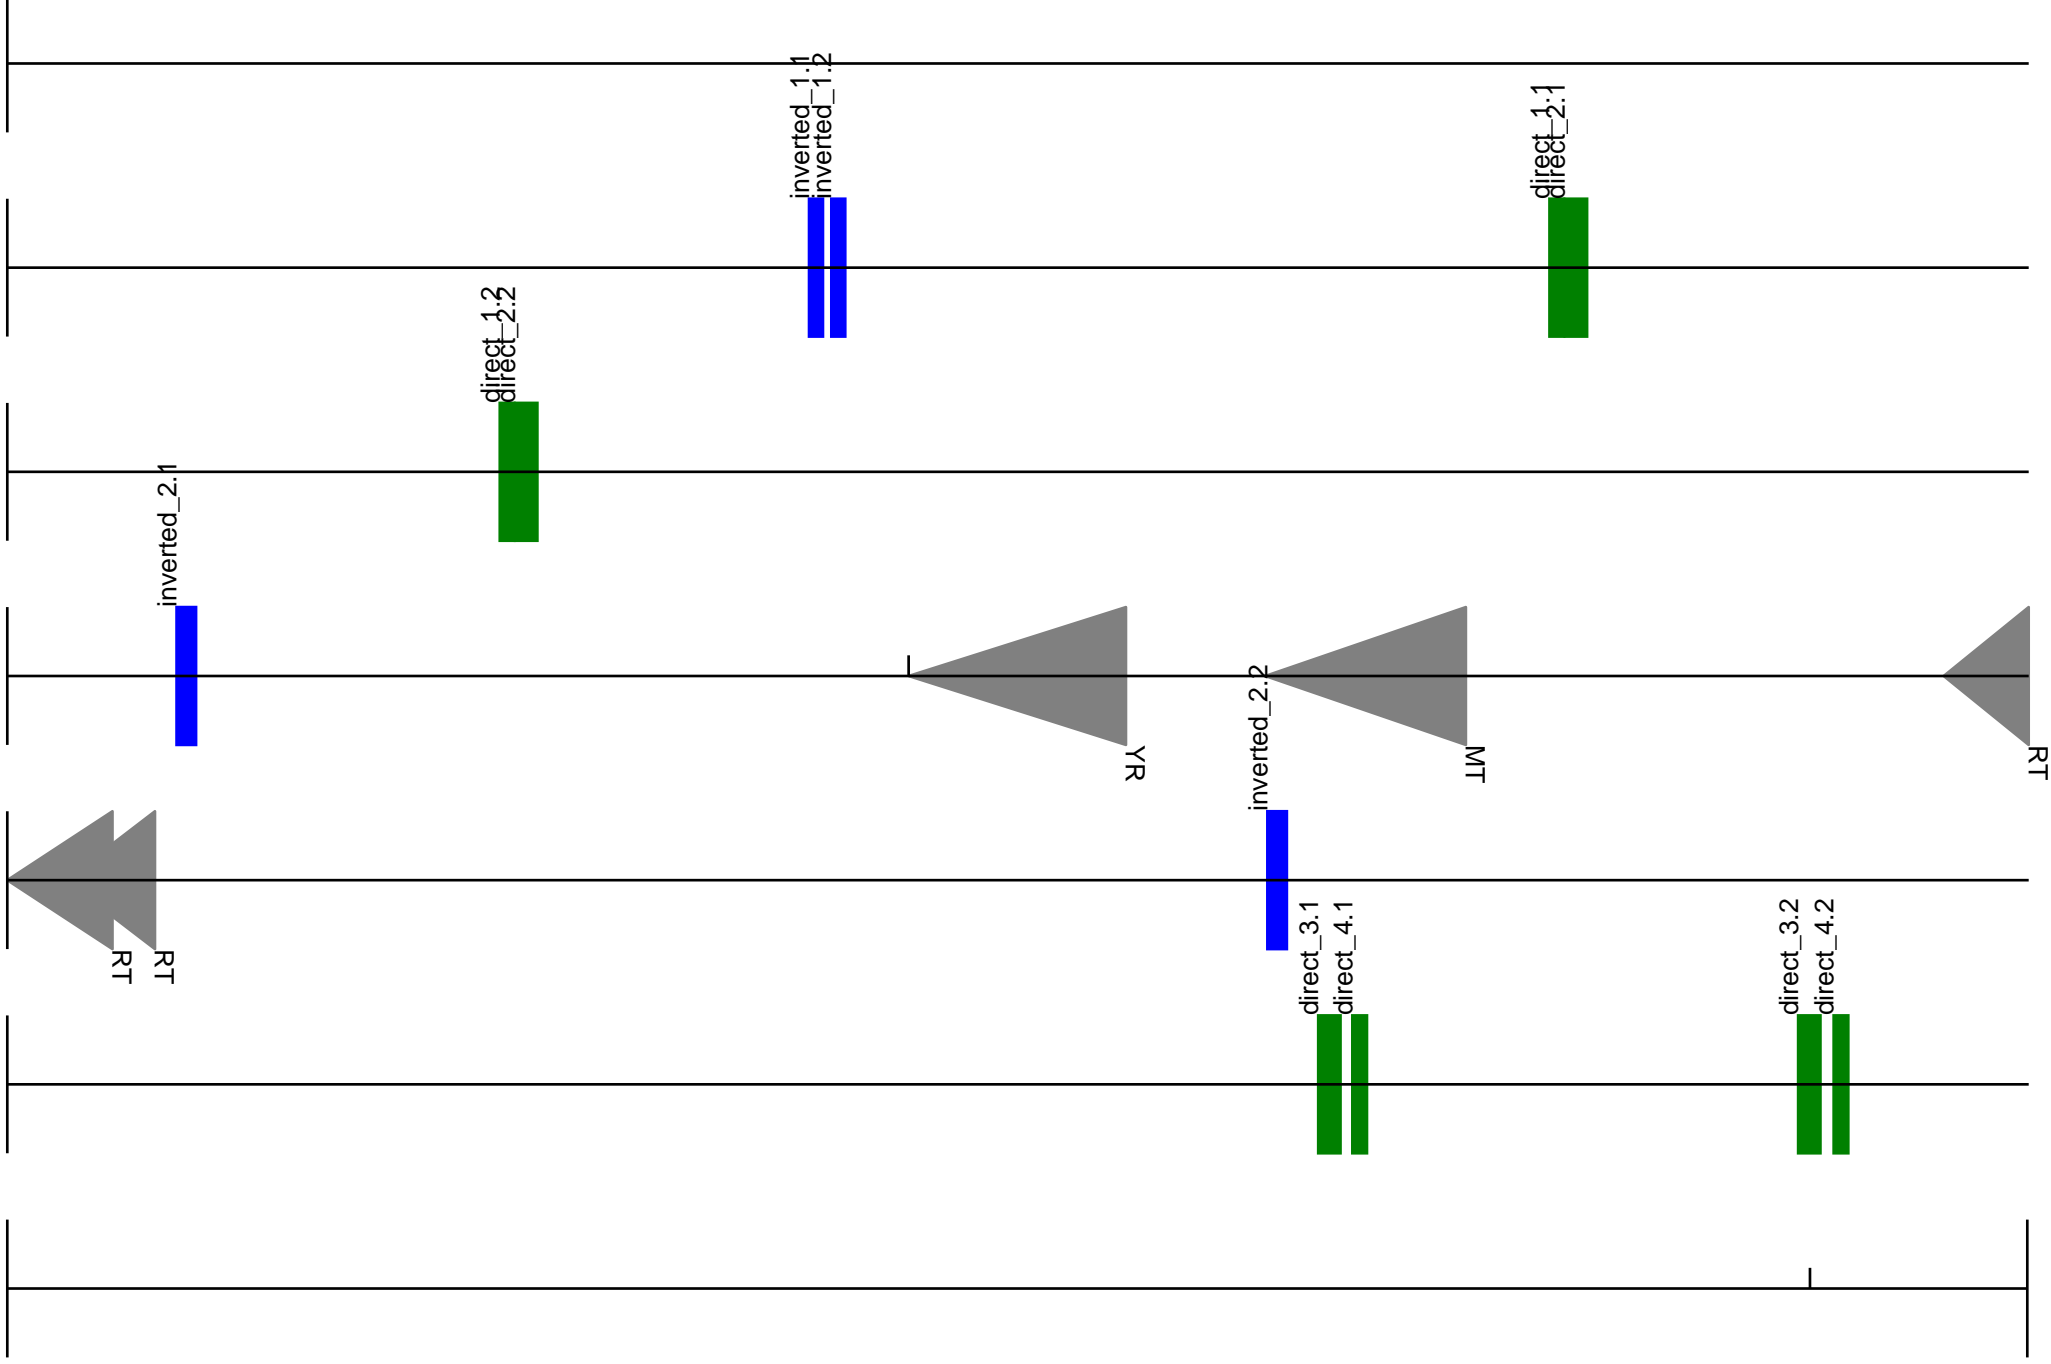 inverted_1.1
inverted_1.2
direct_1.1
direct_2.1
direct_1.2
direct_2.2
inverted_2.1
YR
inverted_2.2
MT
RT
RT
RT
direct_3.1
direct_4.1
direct_3.2
direct_4.2